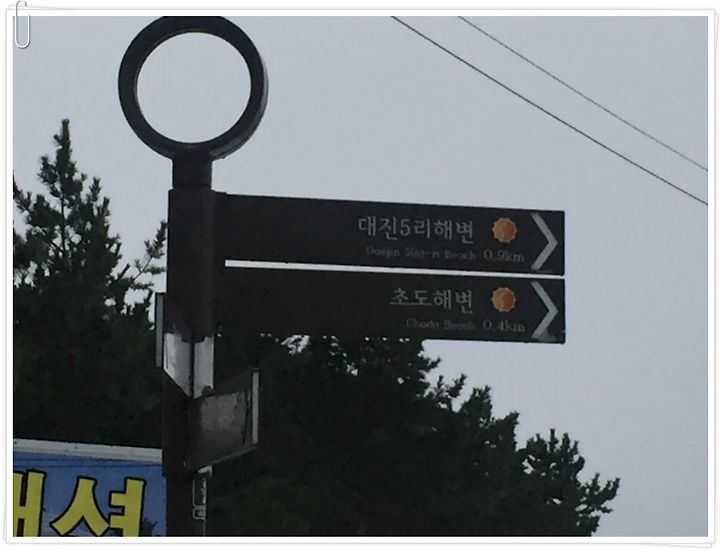 대진5리해변
Daejin 5(o)-ri Beach 0.9km
초도해변
Chodo Beach 0.4km
션